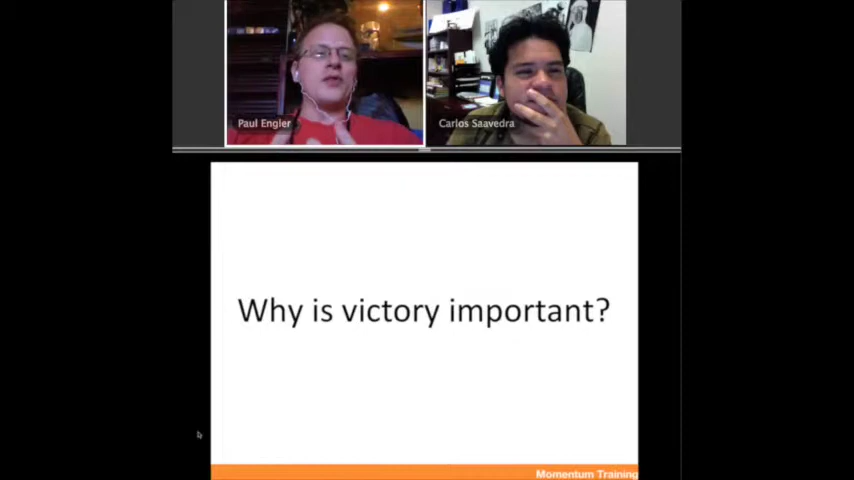 Paul Engler
Carlos Saavedra
Why is victory important?
Momentum Training